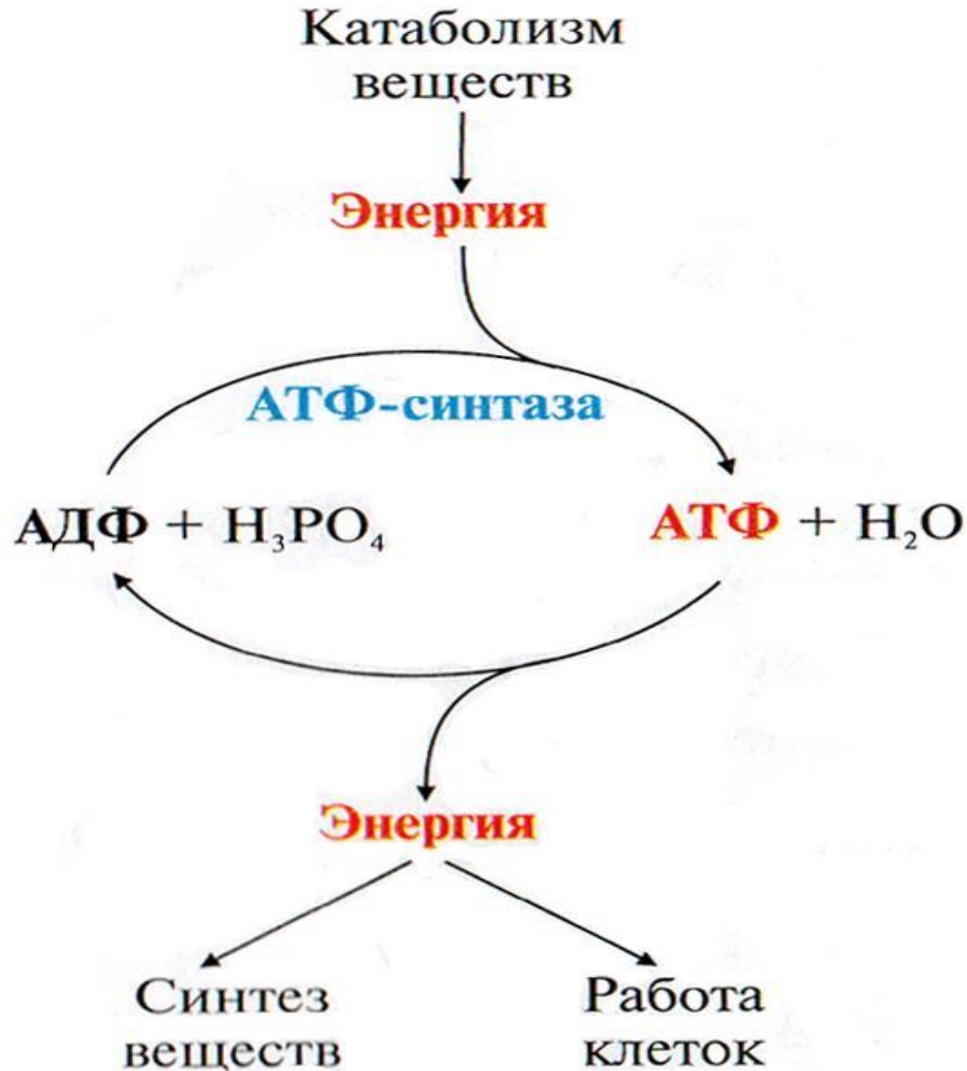 Катаболизм
веществ
Энергия
АТФ-синтаза
АДФ + H₃PO₄
АТФ + H₂O
Энергия
Синтез
веществ
Работа
клеток